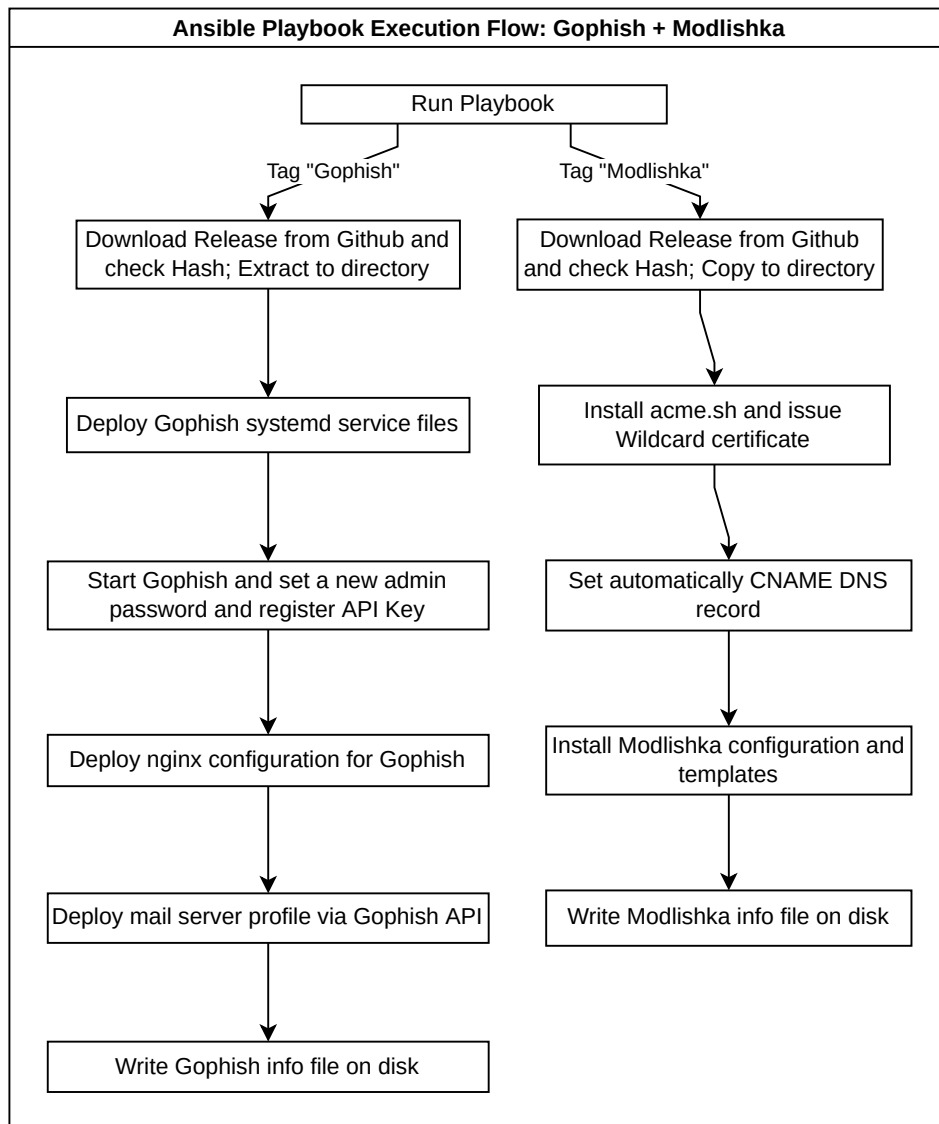 Ansible Playbook Execution Flow: Gophish + Modlishka
Run Playbook
Tag "Gophish"
Tag "Modlishka"
Download Release from Github and
check Hash; Extract to directory
Download Release from Github
and check Hash; Copy to directory
Deploy Gophish systemd service files
Install acme.sh and issue
Wildcard certificate
Start Gophish and set a new admin
password and register API Key
Set automatically CNAME DNS
record
Deploy nginx configuration for Gophish
Install Modlishka configuration and
templates
Deploy mail server profile via Gophish API
Write Modlishka info file on disk
Write Gophish info file on disk